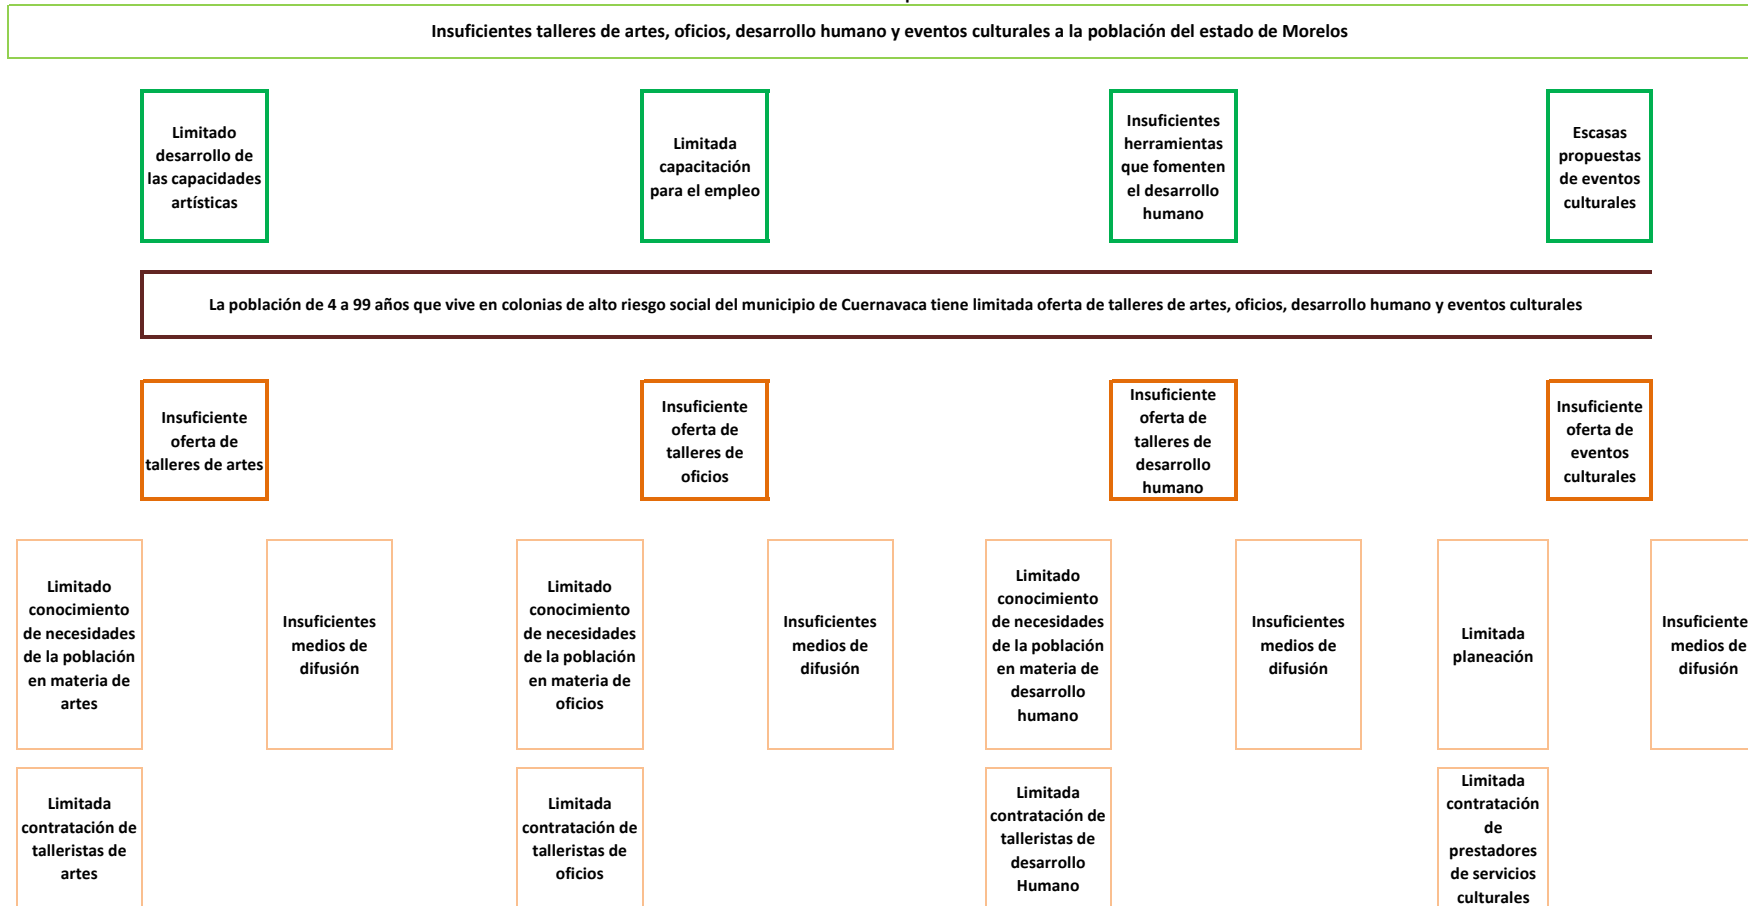 Insuficientes talleres de artes, oficios, desarrollo humano y eventos culturales a la población del estado de Morelos
Limitado
desarrollo de
las capacidades
artísticas
Limitada
capacitación
para el empleo
Insuficientes
herramientas
que fomenten
el desarrollo
humano
Escasas
propuestas
de eventos
culturales
La población de 4 a 99 años que vive en colonias de alto riesgo social del municipio de Cuernavaca tiene limitada oferta de talleres de artes, oficios, desarrollo humano y eventos culturales
Insuficiente
oferta de
talleres de artes
Insuficiente
oferta de
talleres de
oficios
Insuficiente
oferta de
talleres de
desarrollo
humano
Insuficiente
oferta de
eventos
culturales
Limitado
conocimiento
de necesidades
de la población
en materia de
artes
Insuficientes
medios de
difusión
Limitado
conocimiento
de necesidades
de la población
en materia de
oficios
Insuficientes
medios de
difusión
Limitado
conocimiento
de necesidades
de la población
en materia de
desarrollo
humano
Insuficientes
medios de
difusión
Limitada
planeación
Insuficiente
medios de
difusión
Limitada
contratación de
talleristas de
artes
Limitada
contratación de
talleristas de
oficios
Limitada
contratación de
talleristas de
desarrollo
Humano
Limitada
contratación
de
prestadores
de servicios
culturales